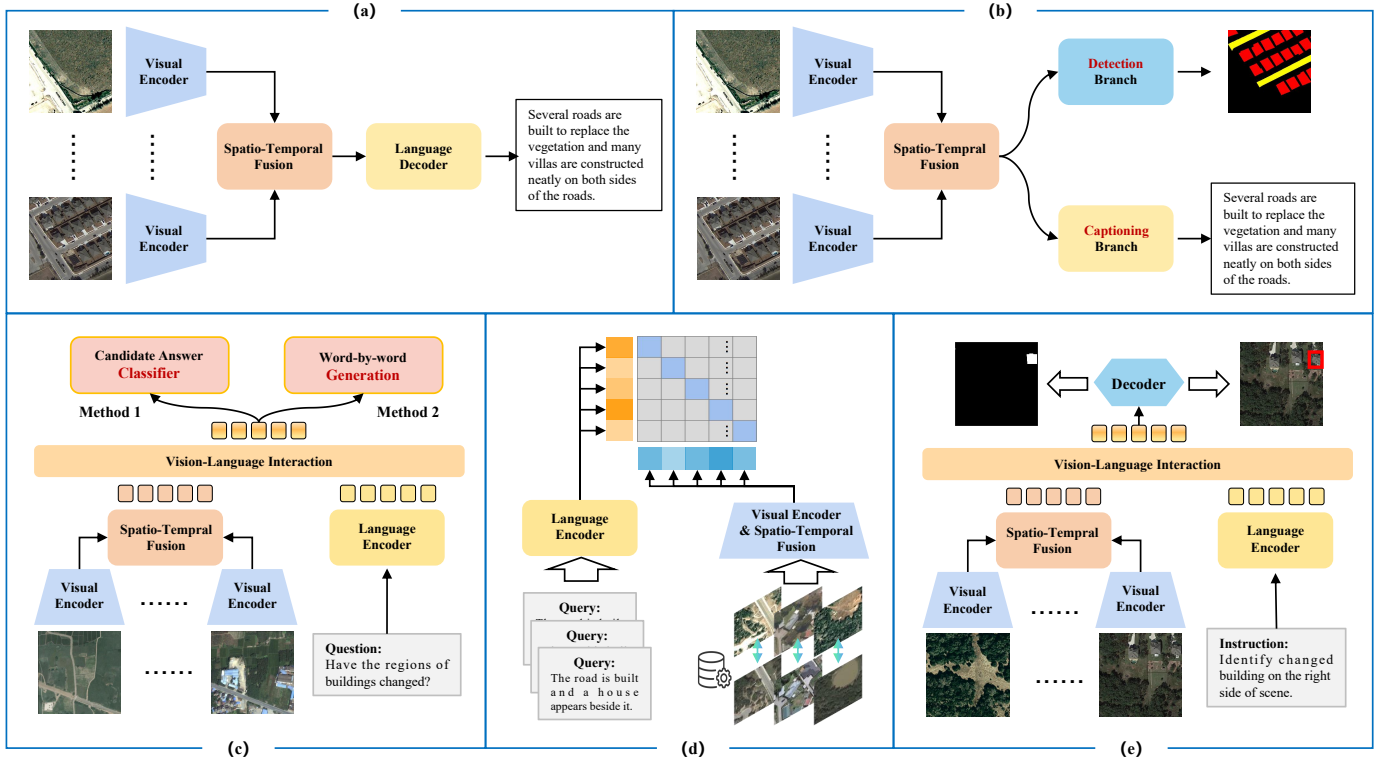 (a)
Visual
Encoder
Spatio-Temporal
Fusion
Language
Decoder
Several roads are
built to replace the
vegetation and many
villas are constructed
neatly on both sides
of the roads.
Visual
Encoder
(b)
Visual
Encoder
Spatio-Tempral
Fusion
Detection
Branch
Captioning
Branch
Several roads are
built to replace the
vegetation and many
villas are constructed
neatly on both sides
of the roads.
Visual
Encoder
Candidate Answer
Classifier
Word-by-word
Generation
Method 1
Method 2
Vision-Language Interaction
Spatio-Tempral
Fusion
Language
Encoder
Visual
Encoder
Visual
Encoder
Question:
Have the regions of
buildings changed?
(c)
Language
Encoder
Visual Encoder
& Spatio-Temporal
Fusion
Query:
Query:
Query:
The road is built
and a house
appears beside it.
(d)
Decoder
Vision-Language Interaction
Spatio-Tempral
Fusion
Language
Encoder
Visual
Encoder
Visual
Encoder
Instruction:
Identify changed
building on the right
side of scene.
(e)